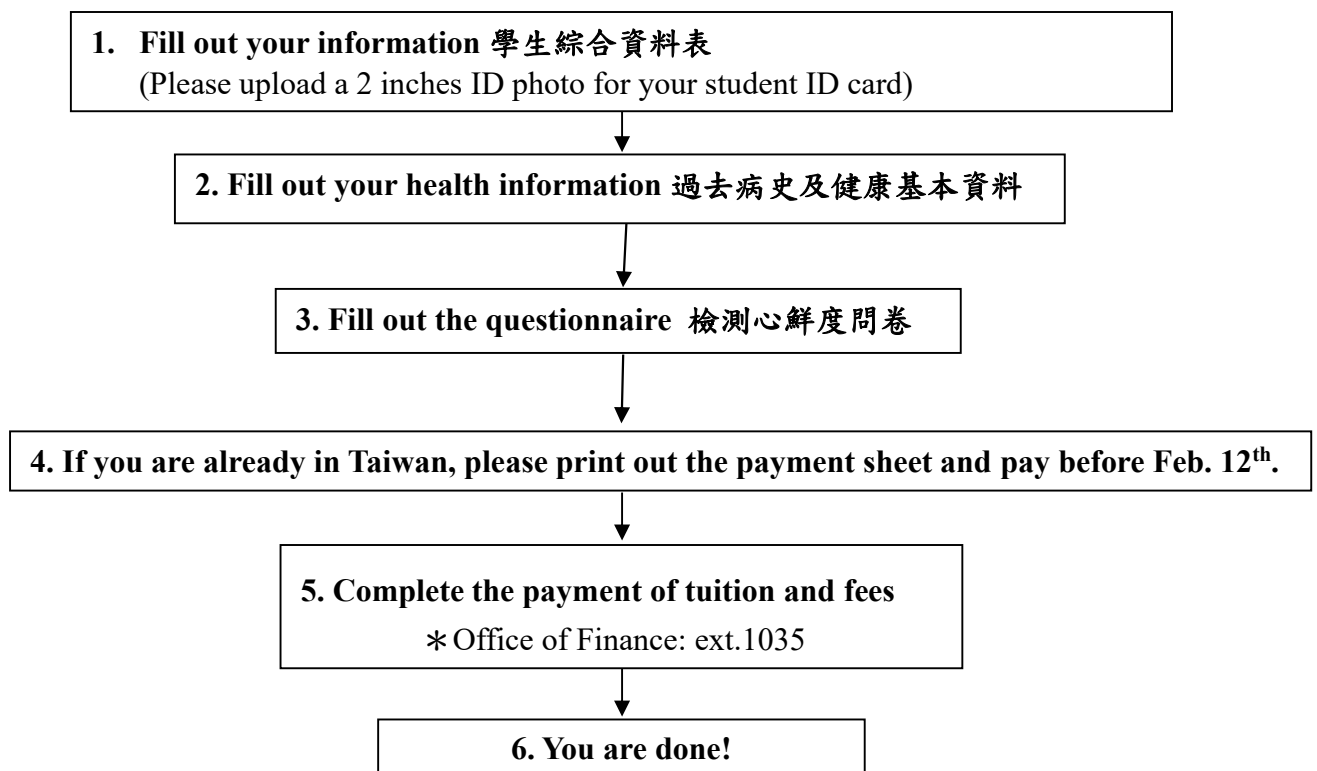 1. Fill out your information 學生綜合資料表
(Please upload a 2 inches ID photo for your student ID card)
2. Fill out your health information 過去病史及健康基本資料
3. Fill out the questionnaire 檢測心鮮度問卷
4. If you are already in Taiwan, please print out the payment sheet and pay before Feb. 12th.
5. Complete the payment of tuition and fees
＊Office of Finance: ext.1035
6. You are done!